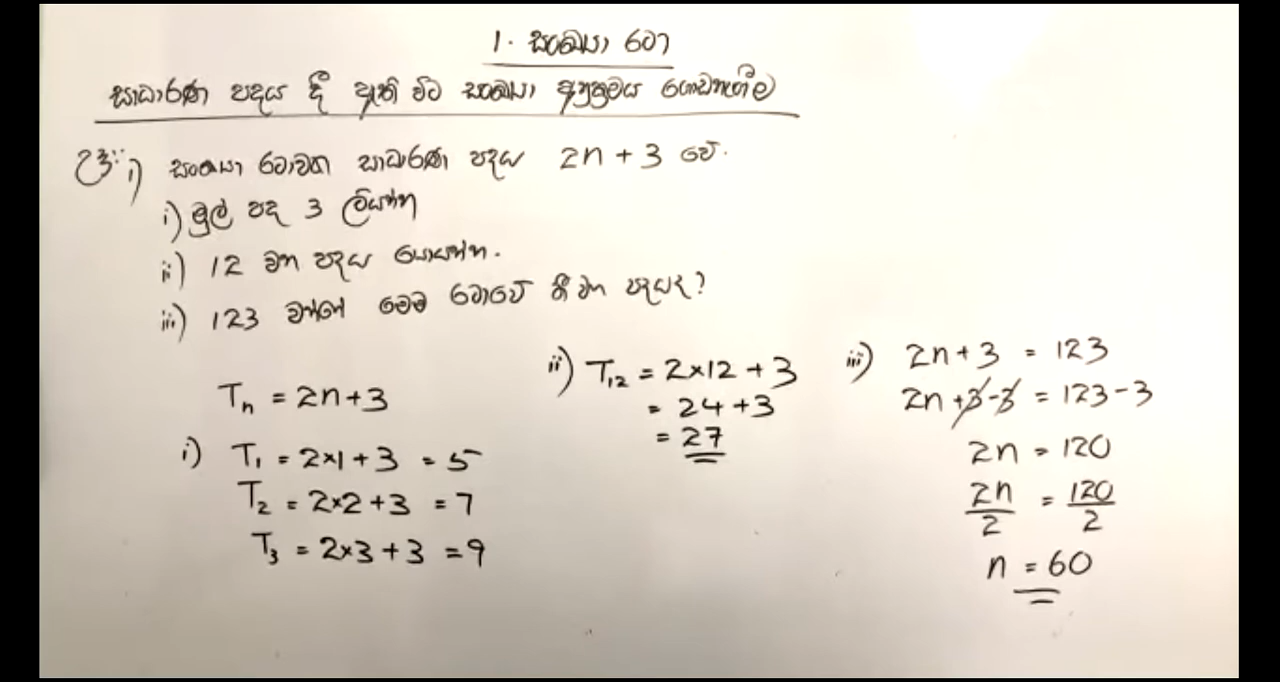 1. සංඛ්‍යා රටා
සාධාරණ පදය දී ඇති විට සංඛ්‍යා අනුක්‍රමය ගොඩනැගීම
උදා:- i) සංඛ්‍යා රටාවක සාධාරණ පදය 2n + 3 වේ.
i) මුල් පද 3 ලියන්න
ii) 12 වන පදය සොයන්න.
iii) 123 වන්නේ මෙම රටාවේ කී වන පදයද?
Tn = 2n+3
i) T1 = 2×1 + 3 = 5
T2 = 2×2 + 3 = 7
T3 = 2×3 + 3 = 9
ii) T12 = 2×12 + 3
= 24 + 3
= 27
iii) 2n + 3 = 123
2n + 3 - 3 = 123 - 3
2n = 120
2n/2 = 120/2
n = 60